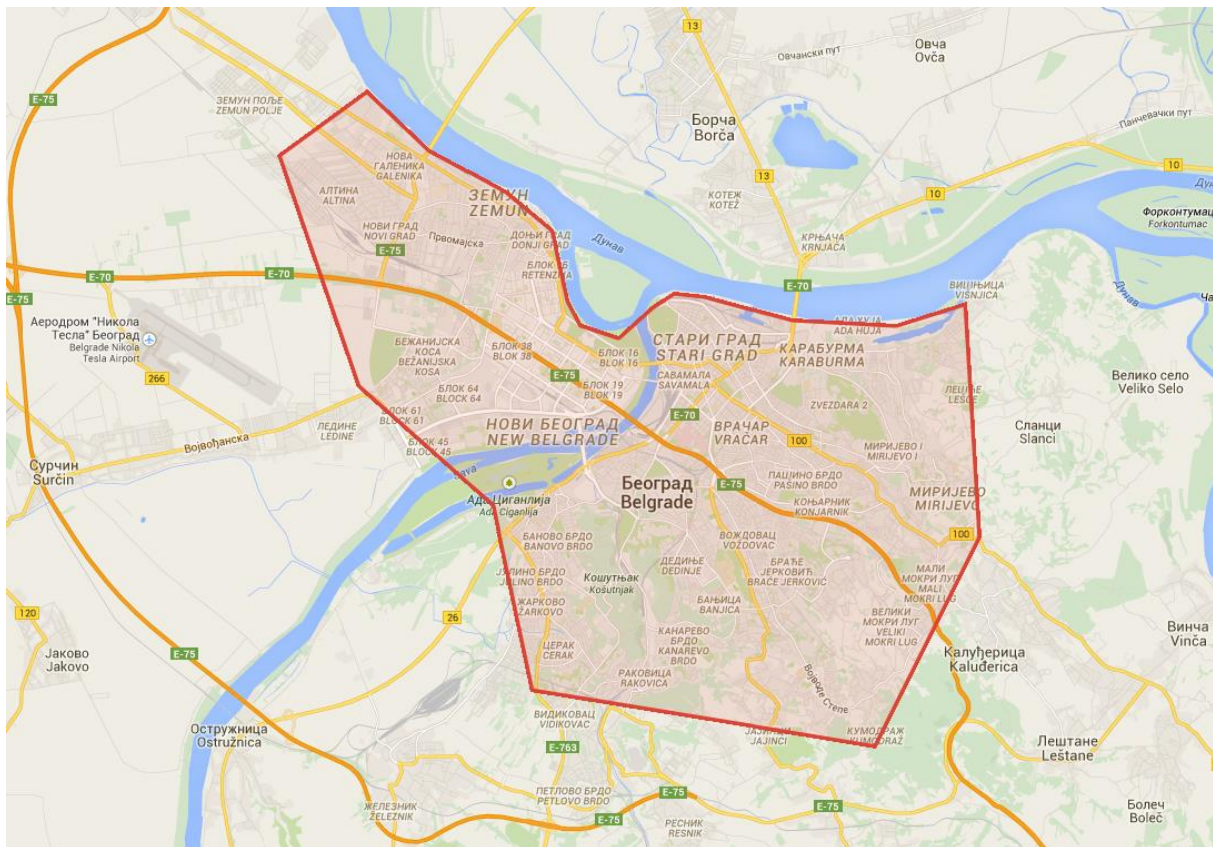 13
Овчански пут
Овча
Ovča
E-75
ЗЕМУН ПОЉЕ
ZEMUN POLJE
Борча
Borča
Панчевачки пут
НОВА
ГАЛЕНИКА
GALENIKA
10
АЛТИНА
ALTINA
ЗЕМУН
ZEMUN
13
КОТЕЖ
KOTEŽ
10
Форконтумац
Forkontumac
НОВИ ГРАД
NOVI GRAD
Првомајска
ДОЊИ ГРАД
DONJI GRAD
Дунав
КРЊАЧА
KRNJAČA
E-75
E-70
E-70
E-70
ВИШЊИЦА
VIŠNJICA
Дунав
E-75
Аеродром "Никола
Тесла" Београд
Belgrade Nikola
Tesla Airport
СТАРИ ГРАД
STARI GRAD
АДА ХУЈА
ADA HUJA
БЕЖАНИЈСКА
КОСА
BEŽANIJSKA
KOSA
БЛОК 38
BLOK 38
БЛОК 16
BLOK 16
КАРАБУРМА
KARABURMA
266
E-75
САВАМАЛА
SAVAMALA
Велико село
Veliko Selo
БЛОК 64
BLOCK 64
БЛОК 19
BLOK 19
ЛЕШЋЕ
LEŠĆE
БЛОК 61
BLOCK 61
E-70
ZVEZDARA 2
ЛЕДИНЕ
LEDINE
НОВИ БЕОГРАД
NEW BELGRADE
ВРАЧАР
VRAČAR
Сланци
Slanci
Војвођанска
БЛОК 45
BLOCK 45
100
МИРИЈЕВО I
MIRIJEVO I
Сурчин
Surčin
Sava
Београд
Belgrade
E-75
ПАШИНО БРДО
PAŠINO BRDO
Ада Циганлија
Ada Ciganlija
МИРИЈЕВО
MIRIJEVO
КОЊАРНИК
KONJARNIK
100
БАНОВО БРДО
BANOVO BRDO
ВОЖДОВАЦ
VOŽDOVAC
ДЕДИЊЕ
DEDINJE
БРАЋЕ
ЈЕРКОВИЋ
BRAĆE JERKOVIĆ
МАЛИ
МОКРИ ЛУГ
MALI
MOKRI LUG
ЈУЛИНО БРДО
JULINO BRDO
Кошутњак
Košutnjak
120
26
ЖАРКОВО
ŽARKOVO
БАЊИЦА
BANJICA
ВЕЛИКИ
МОКРИ ЛУГ
VELIKI
MOKRI LUG
Винча
Vinča
Јаково
Jakovo
E-75
ЦЕРАК
CERAK
КАНАРЕВО
БРДО
KANAREVO
BRDO
Калуђерица
Kaluđerica
РАКОВИЦА
RAKOVICA
Војводе Степе
Остружница
Ostružnica
ВИДИКОВАЦ
VIDIKOVAC
ЈАЈИНЦИ
JAJINCI
КУМОДРАЖ
KUMODRAŽ
E-763
Лештане
Leštane
ПЕТЛОВО БРДО
PETLOVO BRDO
E-75
E-75
ЖЕЛЕЗНИК
ŽELEZNIK
РЕСНИК
RESNIK
Болеч
Boleč